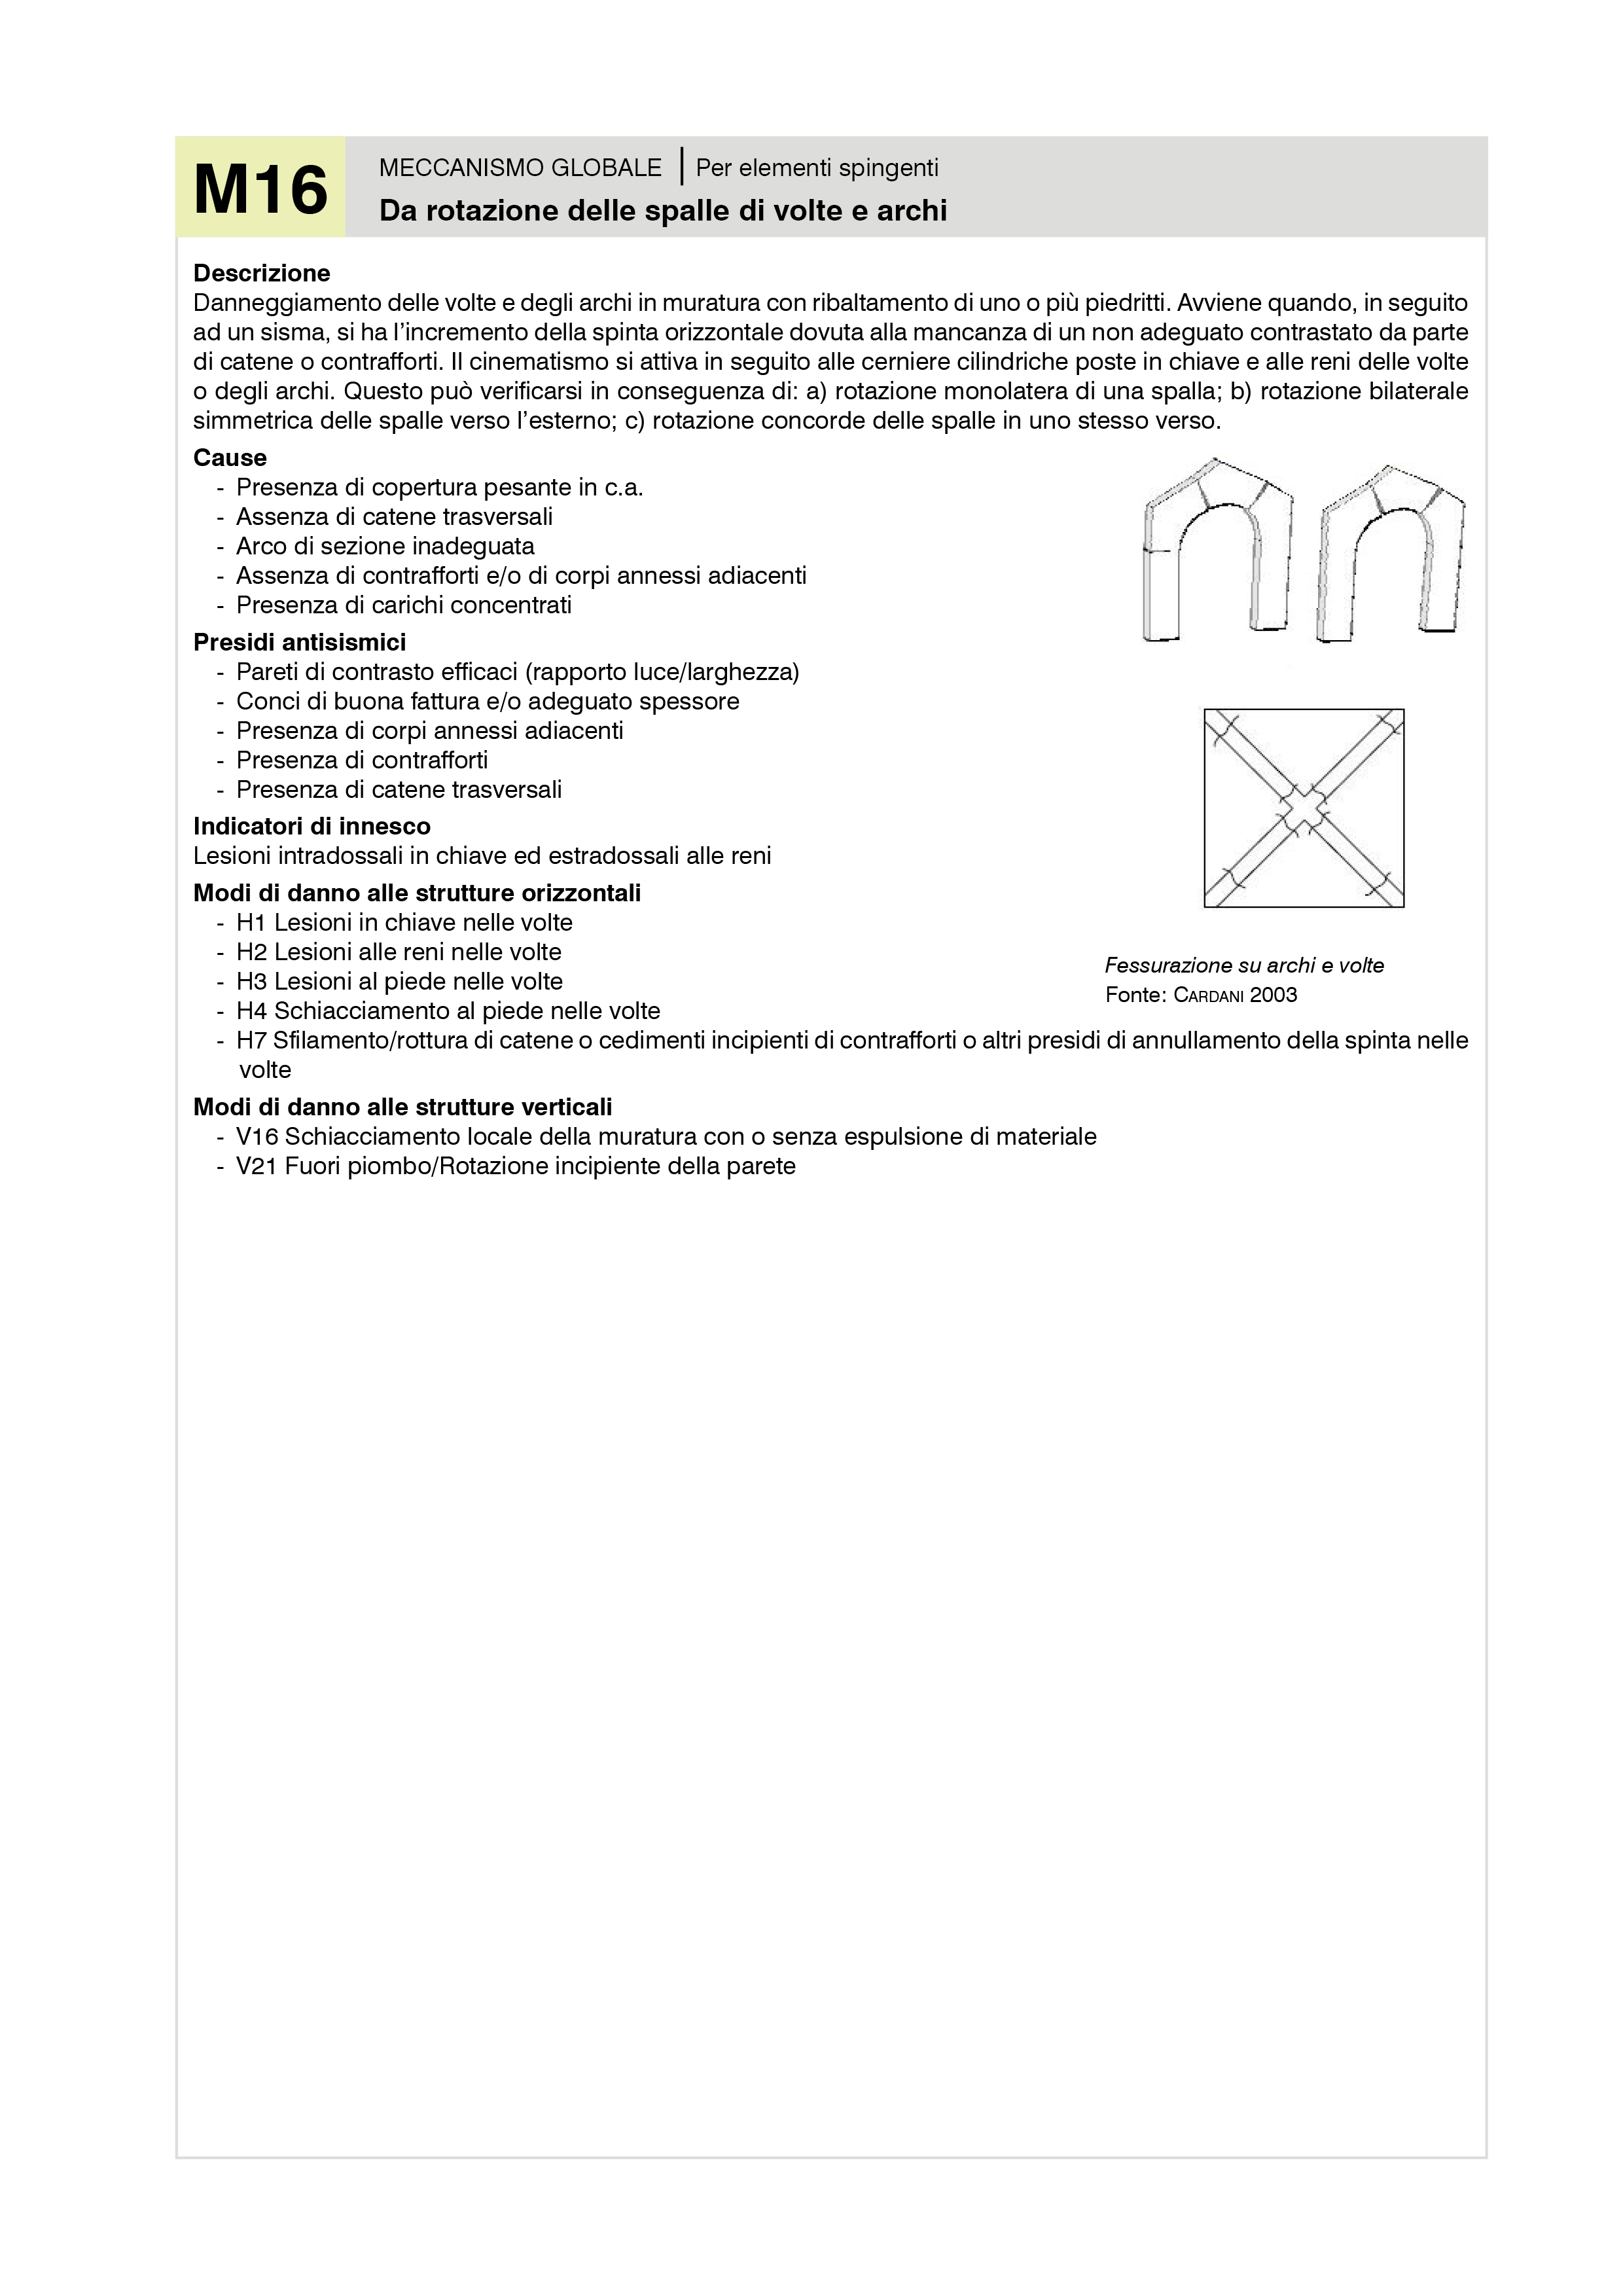 M16
MECCANISMO GLOBALE | Per elementi spingenti
Da rotazione delle spalle di volte e archi
Descrizione
Danneggiamento delle volte e degli archi in muratura con ribaltamento di uno o più piedritti. Avviene quando, in seguito
ad un sisma, si ha l’incremento della spinta orizzontale dovuta alla mancanza di un non adeguato contrastato da parte
di catene o contrafforti. Il cinematismo si attiva in seguito alle cerniere cilindriche poste in chiave e alle reni delle volte
o degli archi. Questo può verificarsi in conseguenza di: a) rotazione monolatera di una spalla; b) rotazione bilaterale
simmetrica delle spalle verso l’esterno; c) rotazione concorde delle spalle in uno stesso verso.
Cause
- Presenza di copertura pesante in c.a.
- Assenza di catene trasversali
- Arco di sezione inadeguata
- Assenza di contrafforti e/o di corpi annessi adiacenti
- Presenza di carichi concentrati
Presidi antisismici
- Pareti di contrasto efficaci (rapporto luce/larghezza)
- Conci di buona fattura e/o adeguato spessore
- Presenza di corpi annessi adiacenti
- Presenza di contrafforti
- Presenza di catene trasversali
Indicatori di innesco
Lesioni intradossali in chiave ed estradossali alle reni
Modi di danno alle strutture orizzontali
- H1 Lesioni in chiave nelle volte
- H2 Lesioni alle reni nelle volte
- H3 Lesioni al piede nelle volte
- H4 Schiacciamento al piede nelle volte
- H7 Sfilamento/rottura di catene o cedimenti incipienti di contrafforti o altri presidi di annullamento della spinta nelle
volte
Fessurazione su archi e volte
Fonte: CARDANI 2003
Modi di danno alle strutture verticali
- V16 Schiacciamento locale della muratura con o senza espulsione di materiale
- V21 Fuori piombo/Rotazione incipiente della parete